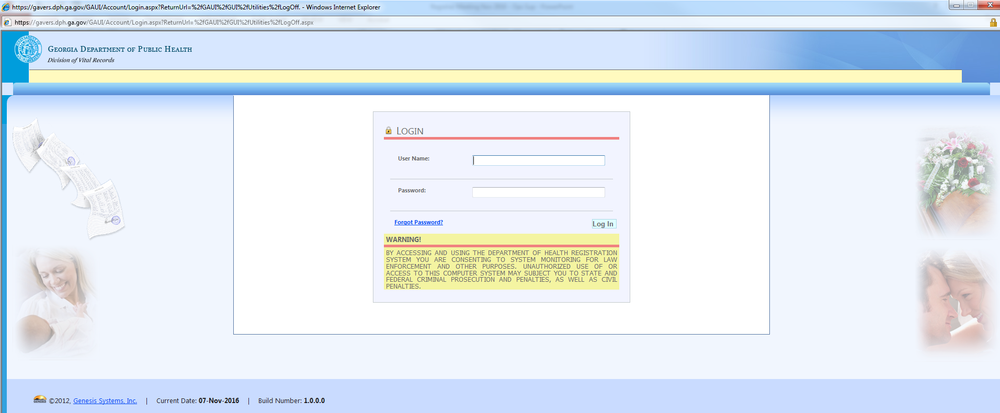 https://gavers.dph.ga.gov/GAUI/Account/Login.aspx?ReturnUrl=%2fGAUI%2fGUI%2fUtilities%2fLogOff. - Windows Internet Explorer
https://gavers.dph.ga.gov/GAUI/Account/Login.aspx?ReturnUrl=%2fGAUI%2fGUI%2fUtilities%2fLogOff.aspx
GEORGIA DEPARTMENT OF PUBLIC HEALTH
Division of Vital Records
LOGIN
User Name:
Password:
Forgot Password?
Log In
WARNING!
BY ACCESSING AND USING THE DEPARTMENT OF HEALTH REGISTRATION
SYSTEM YOU ARE CONSENTING TO SYSTEM MONITORING FOR LAW
ENFORCEMENT AND OTHER PURPOSES. UNAUTHORIZED USE OF OR
ACCESS TO THIS COMPUTER SYSTEM MAY SUBJECT YOU TO STATE AND
FEDERAL CRIMINAL PROSECUTION AND PENALTIES, AS WELL AS CIVIL
PENALTIES.
©2012, Genesis Systems, Inc. | Current Date: 07-Nov-2016 | Build Number: 1.0.0.0